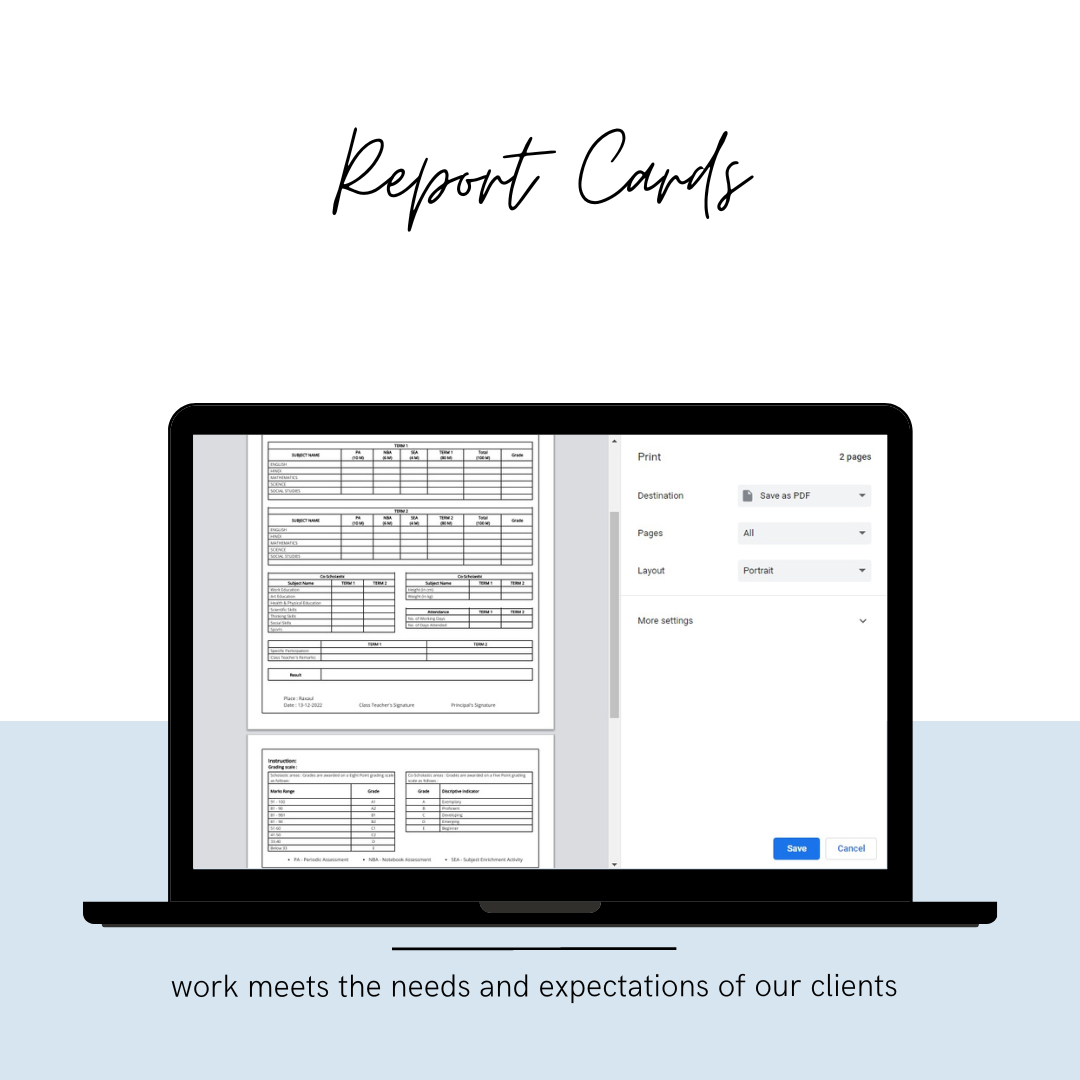 Report Cards
TERM 1
SUBJECT NAME PA (10 M) NBA (5 M) SEA (5 M) TERM 1 (80 M) Total (100 M) Grade
ENGLISH
HINDI
MATHEMATICS
SCIENCE
SOCIAL STUDIES
TERM 2
SUBJECT NAME PA (10 M) NBA SEA TERM 2 (80 M) Total (100 M) Grade
ENGLISH
HINDI
MATHEMATICS
SCIENCE
SOCIAL STUDIES
Co-Scholastic
Subject Name TERM 1 TERM 2
Work Education
Art Education
Health & Physical Education
Scientific Skills
Thinking Skills
Social Skills
Sports
Co-Scholastic
Subject Name TERM 1 TERM 2
Height (in cm)
Weight (in kg)
Attendance TERM 1 TERM 2
No. of Working Days
No. of Days Attended
TERM 1 TERM 2
Specific Participation
Class Teacher's Remarks
Result
Place :
Date : 13-12-2022 Class Teacher's Signature Principal's Signature
Instruction:
Grading scale :
Scholastic areas : Grades are awarded on a Eight Point grading scale
as follows :
Marks Range Grade
91 - 100 A1
81 - 90 A2
B1
B2
51-60 C1
41-50 C2
33-40 D
Below 32 E
Co-Scholastic areas : Grades are awarded on a Five Point grading
scale as follows :
Grade Discriptive Indicator
A Exemplary
B Proficient
C Developing
D Emerging
E Beginner
• PA - Periodic Assessment • NBA - Notebook Assessment • SEA - Subject Enrichment Activity
Print 2 pages
Destination Save as PDF
Pages All
Layout Portrait
More settings
Save Cancel
work meets the needs and expectations of our clients